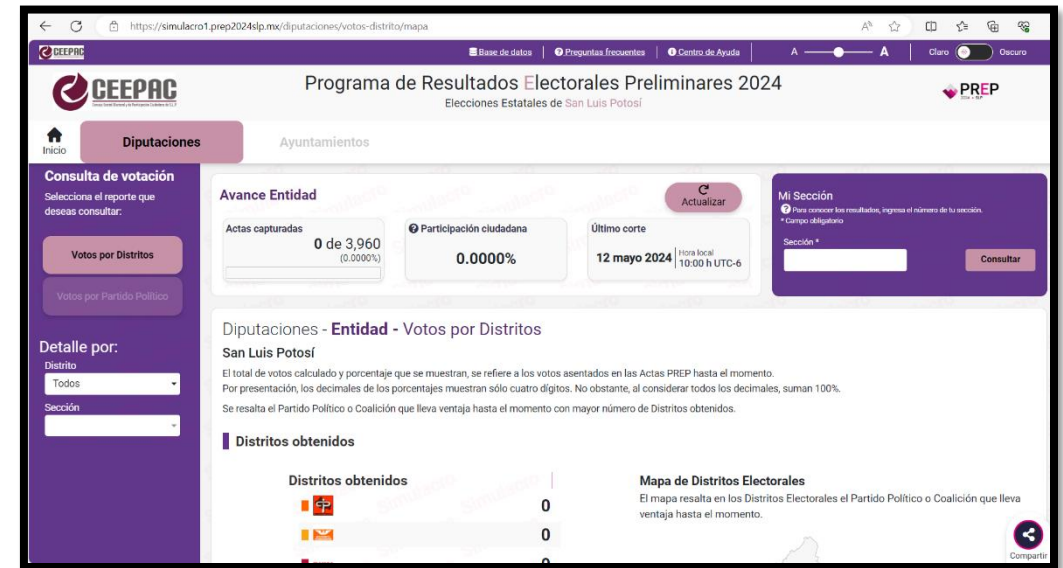 https://simulacro1.prep2024slp.mx/diputaciones/votos-distrito/mapa
CEEPAC
Base de datos
Preguntas frecuentes
Centro de Ayuda
A
A
Claro
Oscuro
CEEPAC
Programa de Resultados Electorales Preliminares 2024
Elecciones Estatales de San Luis Potosí
PREP
Inicio
Diputaciones
Ayuntamientos
Consulta de votación
Selecciona el reporte que
deseas consultar:
Votos por Distritos
Votos por Partido Político
Detalle por:
Distrito
Todos
Sección
Avance Entidad
Actualizar
Actas capturadas
0 de 3,960
(0.0000%)
Participación ciudadana
0.0000%
Último corte
12 mayo 2024
Hora local
10:00 h UTC-6
Mi Sección
Para conocer los resultados, ingresa el número de tu sección.
* Campo obligatorio
Sección *
Consultar
Diputaciones - Entidad - Votos por Distritos
San Luis Potosí
El total de votos calculado y porcentaje que se muestran, se refiere a los votos asentados en las Actas PREP hasta el momento.
Por presentación, los decimales de los porcentajes muestran sólo cuatro dígitos. No obstante, al considerar todos los decimales, suman 100%.
Se resalta el Partido Político o Coalición que lleva ventaja hasta el momento con mayor número de Distritos obtenidos.
Distritos obtenidos
Distritos obtenidos
0
0
Mapa de Distritos Electorales
El mapa resalta en los Distritos Electorales el Partido Político o Coalición que lleva
ventaja hasta el momento.
Compartir